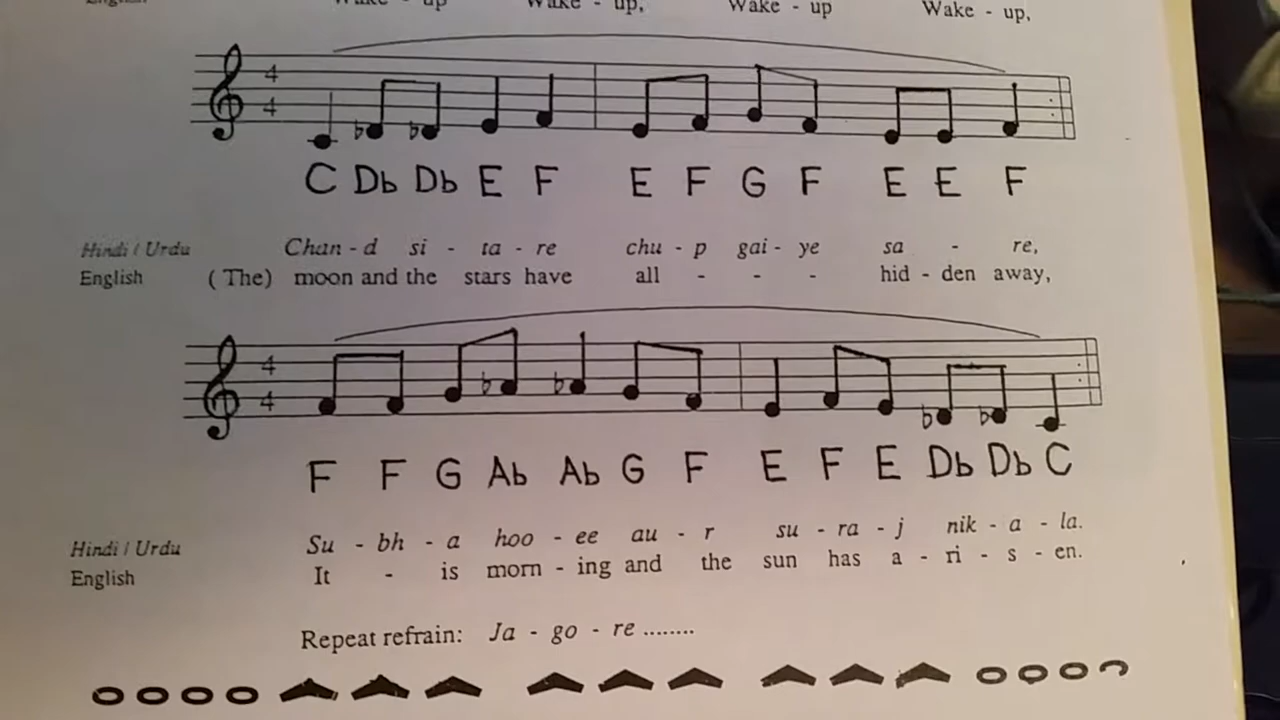 English Wake - up Wake - up, Wake - up Wake - up,
4
4
♭ ♭
C Db Db E F E F G F E E F
Hindi / Urdu Chan - d si - ta - re chu - p gai - ye sa - re,
English ( The) moon and the stars have all - - - hid - den away,
4
4
♭ ♭ ♭ ♭
F F G Ab Ab G F E F E Db Db C
Hindi / Urdu Su - bh - a hoo - ee au - r su - ra - j nik - a - la.
English It - is morn - ing and the sun has a - ri - s - en.
Repeat refrain: Ja - go - re ........